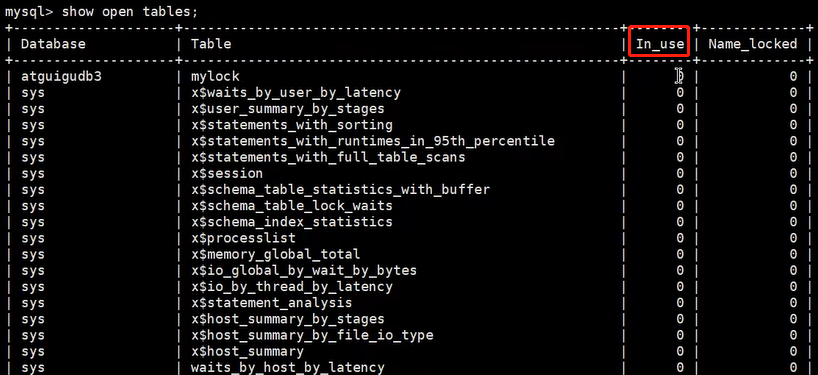 mysql> show open tables;
+--------------------+------------------------------------------------------+--------+-------------+
| Database | Table | In_use | Name_locked |
+--------------------+------------------------------------------------------+--------+-------------+
| atguigudb3 | mylock | | 0 |
| sys | x$waits_by_user_by_latency | 0 | 0 |
| sys | x$user_summary_by_stages | 0 | 0 |
| sys | x$statements_with_sorting | 0 | 0 |
| sys | x$statements_with_runtimes_in_95th_percentile | 0 | 0 |
| sys | x$statements_with_full_table_scans | 0 | 0 |
| sys | x$session | 0 | 0 |
| sys | x$schema_table_statistics_with_buffer | 0 | 0 |
| sys | x$schema_table_lock_waits | 0 | 0 |
| sys | x$schema_index_statistics | 0 | 0 |
| sys | x$processlist | 0 | 0 |
| sys | x$memory_global_total | 0 | 0 |
| sys | x$io_global_by_wait_by_bytes | 0 | 0 |
| sys | x$io_by_thread_by_latency | 0 | 0 |
| sys | x$statement_analysis | 0 | 0 |
| sys | x$host_summary_by_stages | 0 | 0 |
| sys | x$host_summary_by_file_io_type | 0 | 0 |
| sys | x$host_summary | 0 | 0 |
| sys | waits_by_host_by_latency | 0 | 0 |